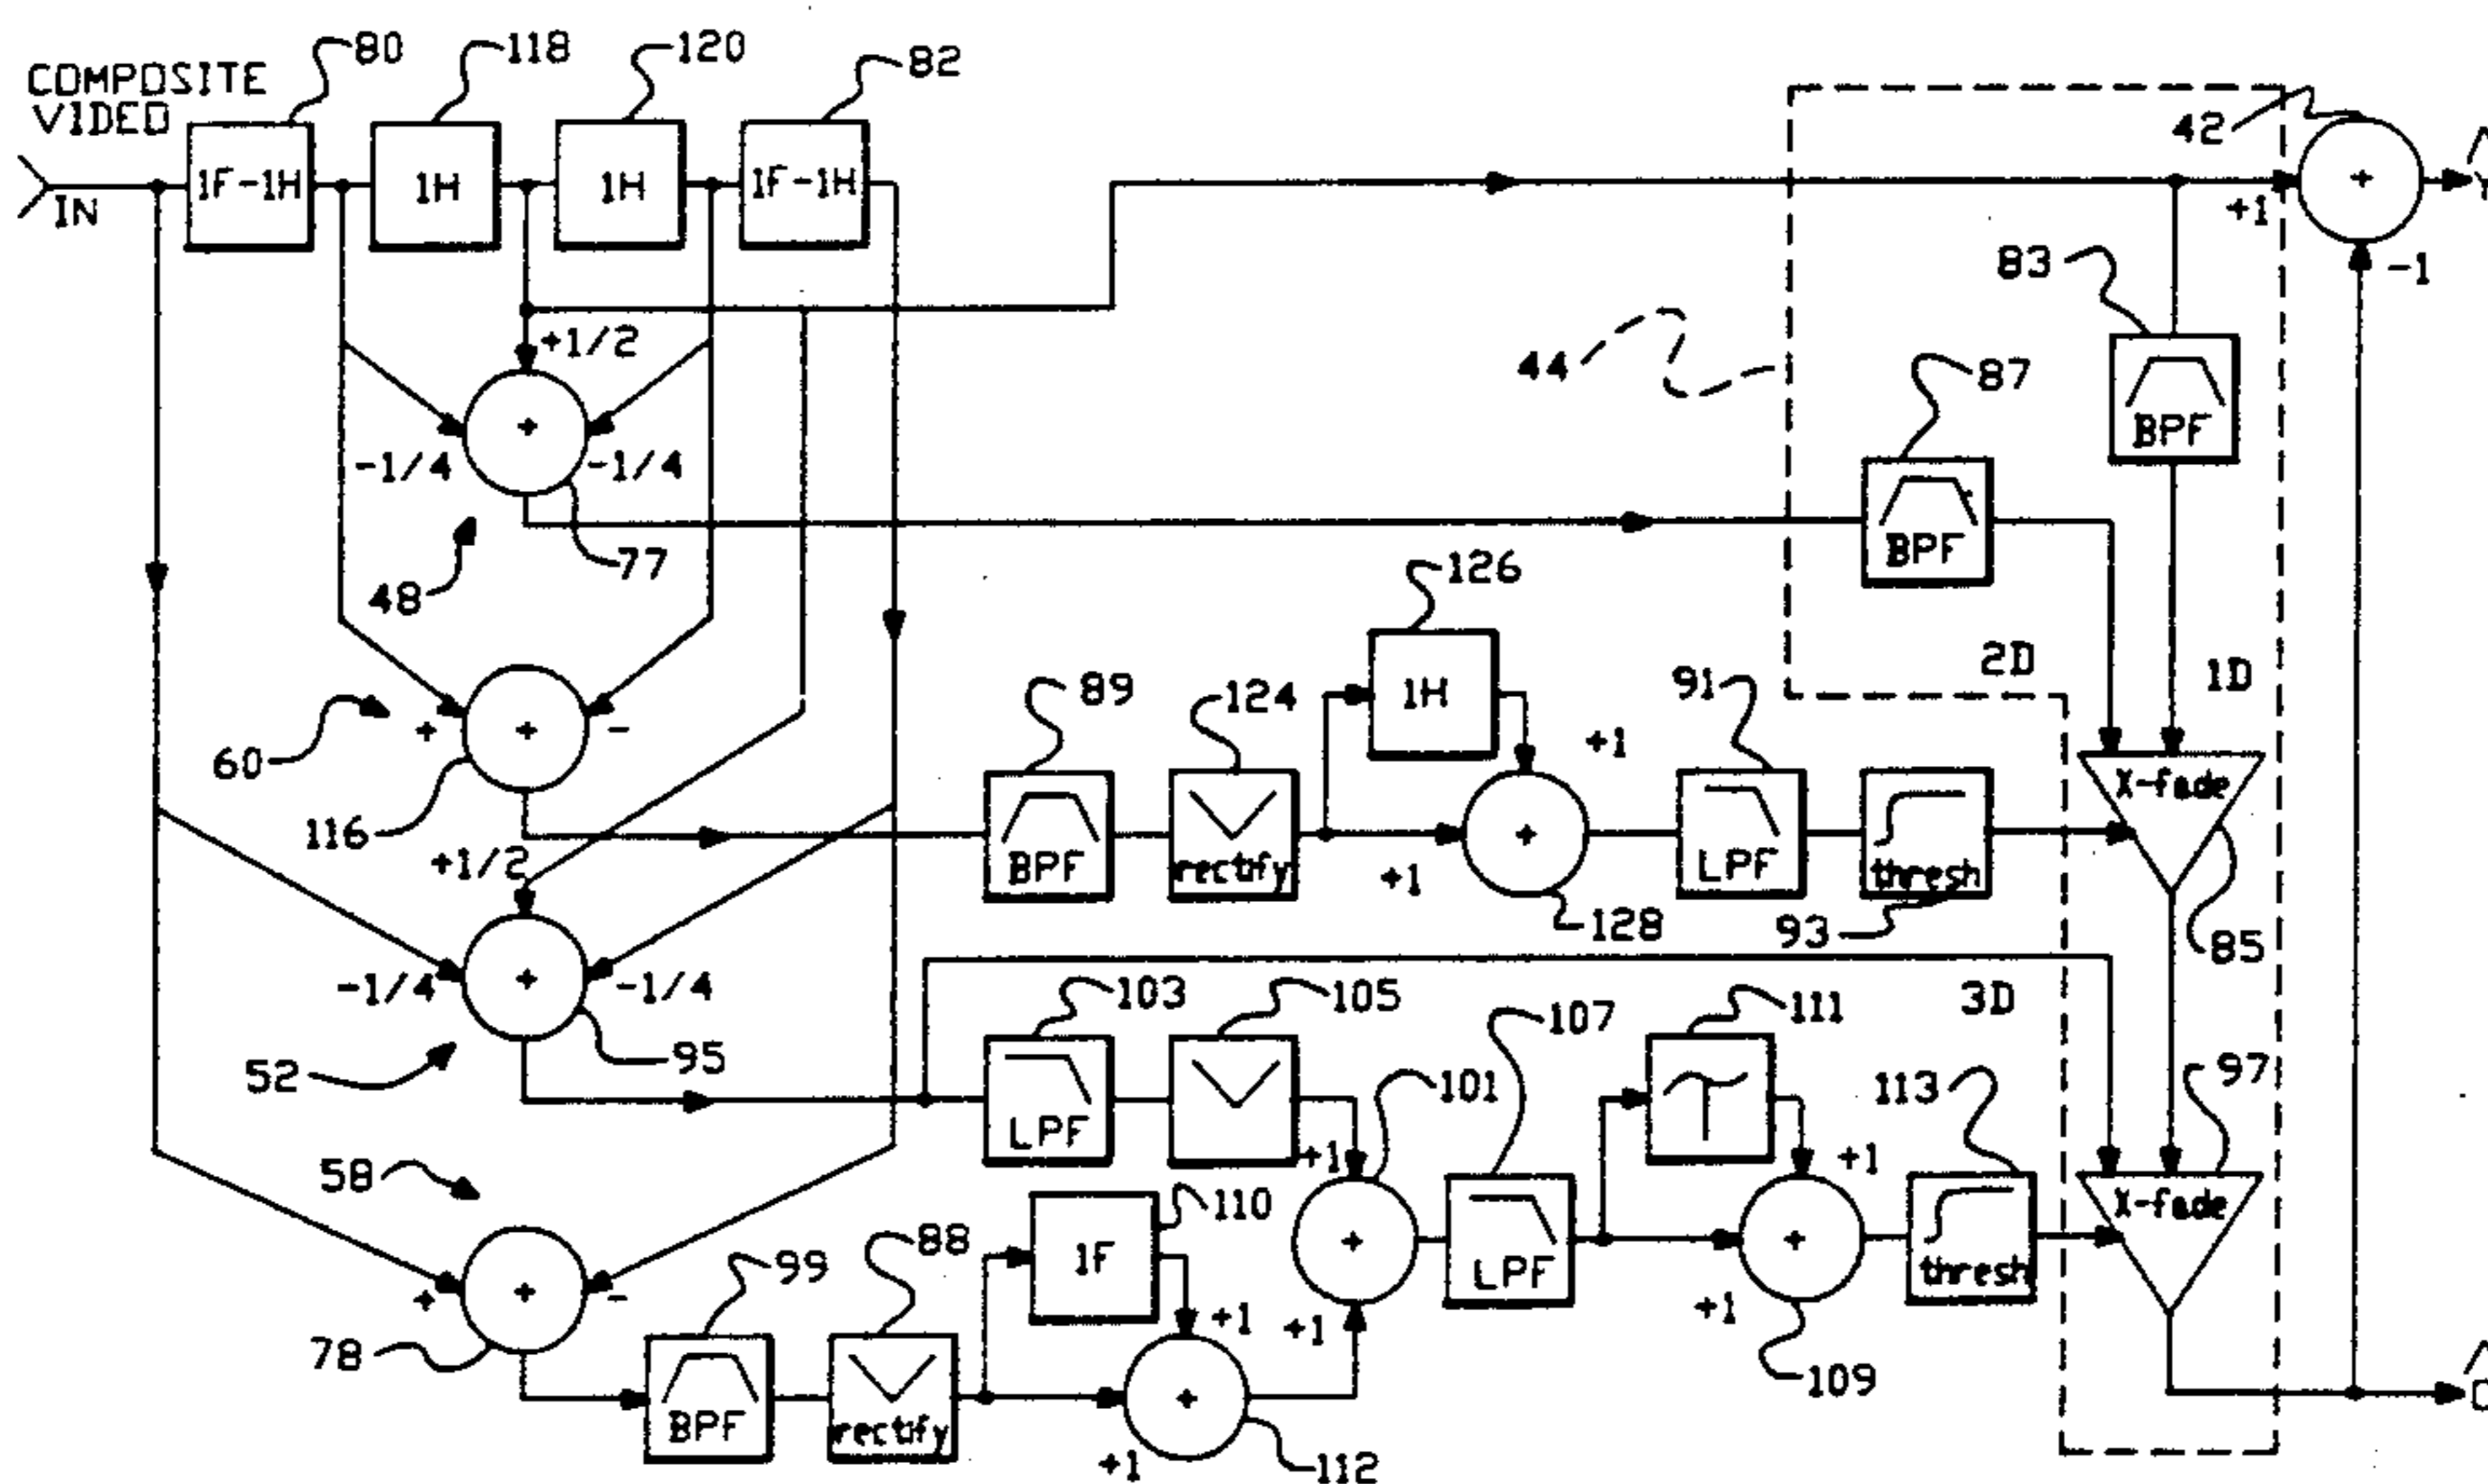 80
118
120
82
COMPOSITE
VIDEO
IN
1F-1H
1H
1H
1F-1H
42
+1
-1
83
BPF
44
87
BPF
+1/2
-1/4
-1/4
77
48
126
1H
2D
1D
60
+
+
-
116
89
BPF
124
rectify
+1
+1
+
128
91
LPF
93
thresh
X-fade
85
+1/2
+
-1/4
-1/4
95
52
103
LPF
105
101
+1
+
+1
107
LPF
111
3D
113
thresh
+1
+
+1
109
97
X-fade
58
+
+
-
78
99
BPF
88
rectify
110
1F
+1
+
+1
112